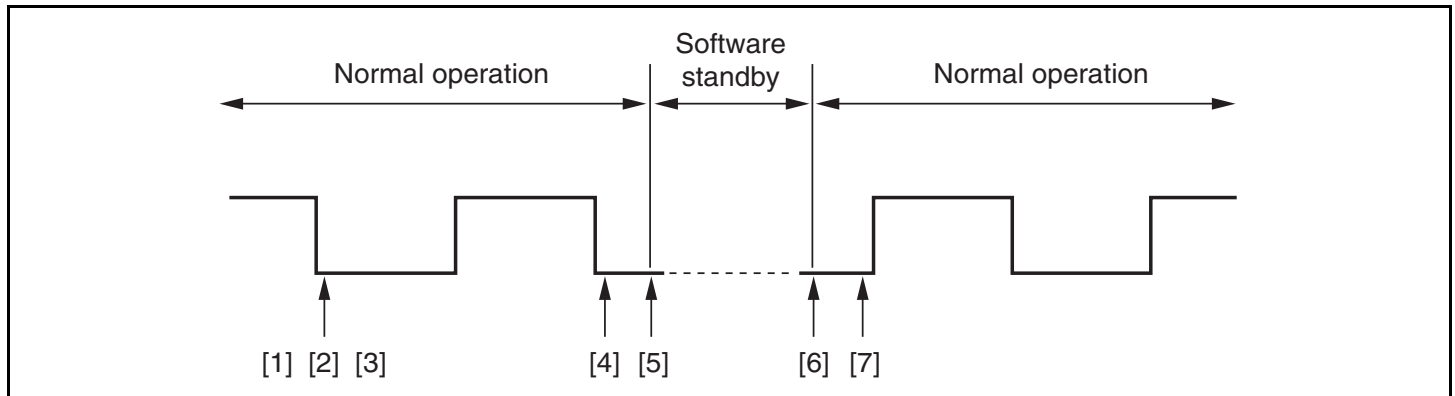 Normal operation
Software
standby
Normal operation
[1] [2] [3]
[4] [5]
[6] [7]